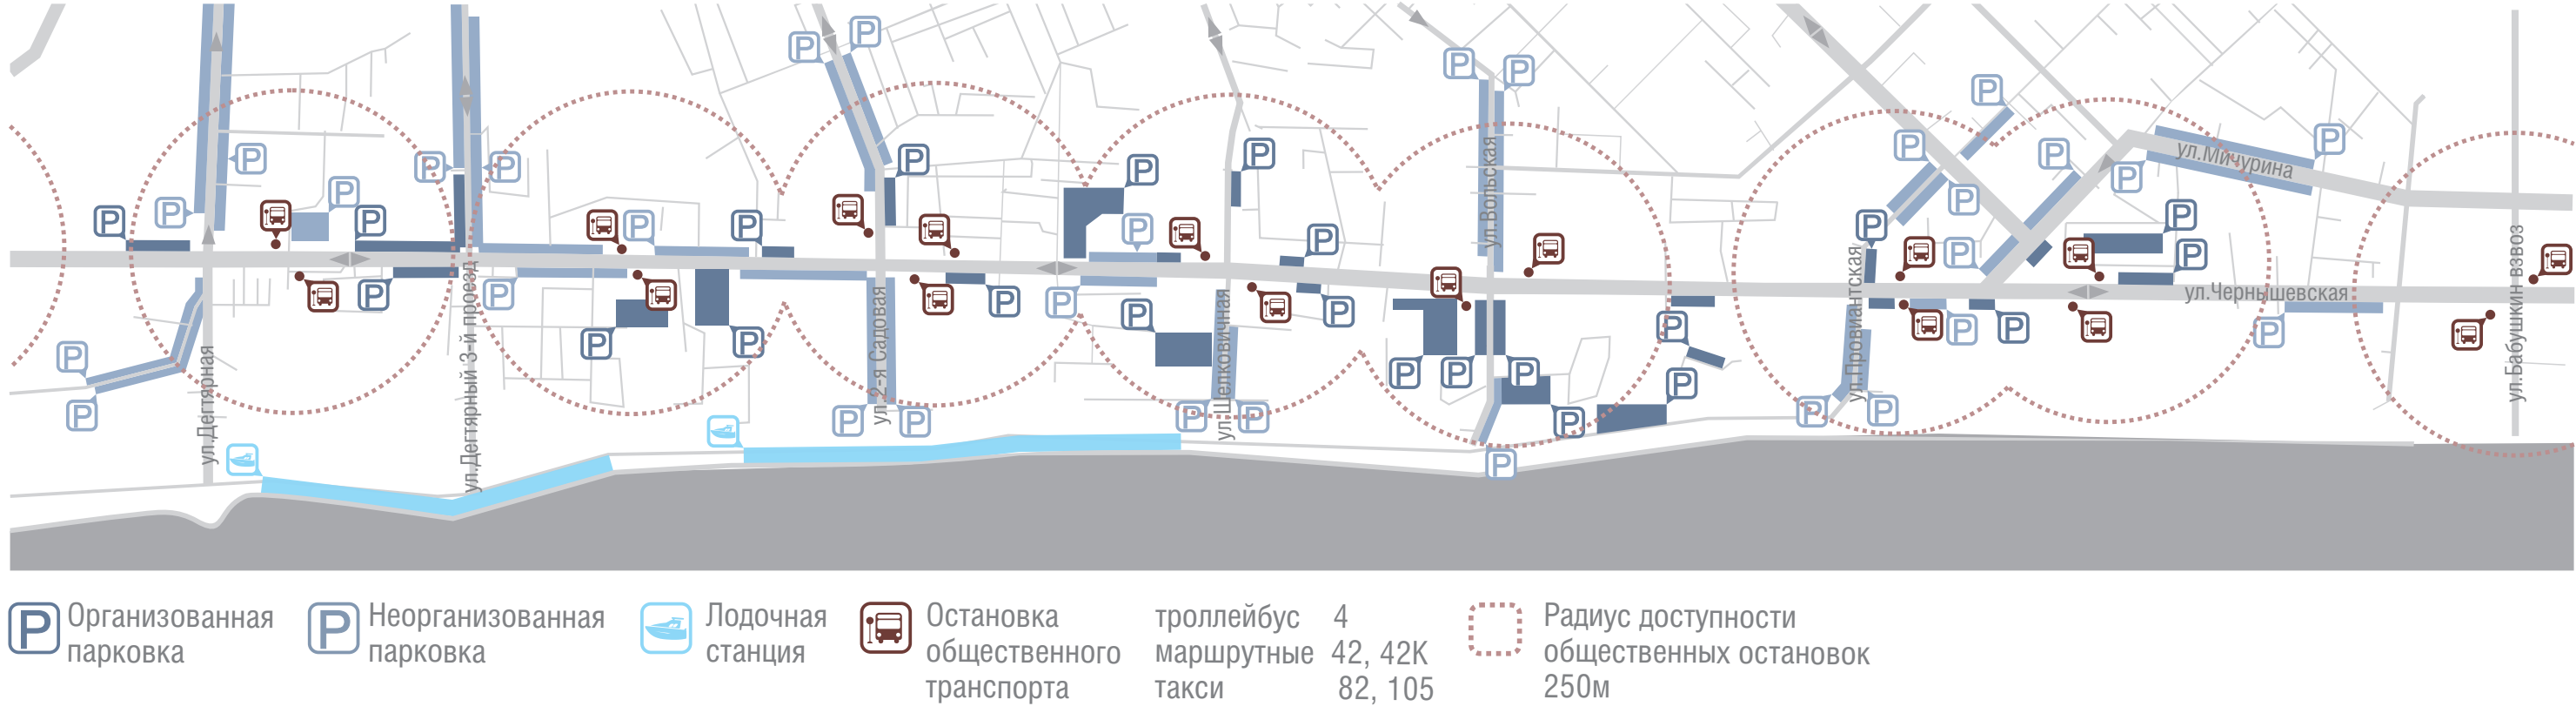 ул.Дегтярная
ул.Дегтярный 3-й проезд
ул.2-я Садовая
ул.Шелковичная
ул.Вольская
ул.Провиантская
ул.Мичурина
ул.Чернышевская
ул.Бабушкин взвоз
P Организованная
парковка
P Неорганизованная
парковка
Лодочная
станция
Остановка
общественного
транспорта
троллейбус 4
маршрутные 42, 42К
такси 82, 105
Радиус доступности
общественных остановок
250м